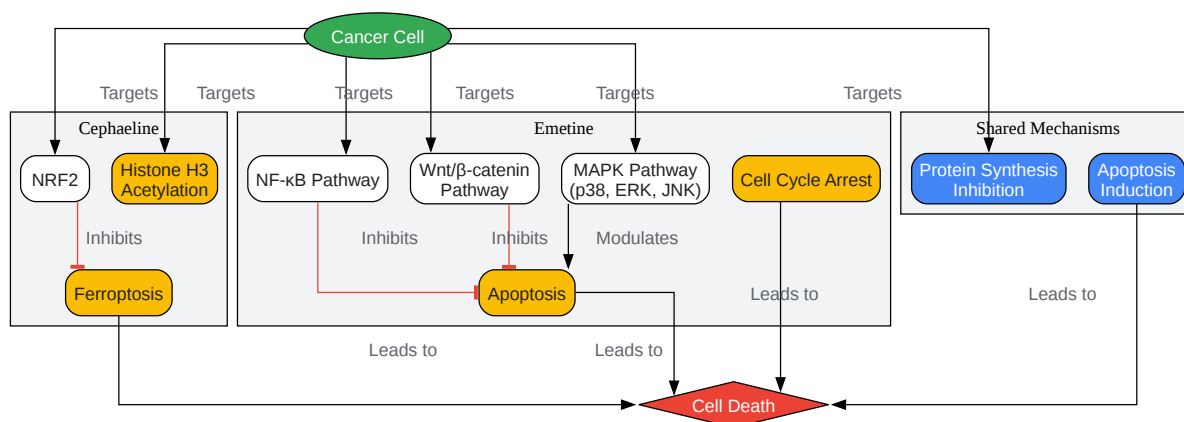 Cancer Cell
Targets
Targets
Targets
Targets
Targets
Targets
Cephaeline
Emetine
Shared Mechanisms
NRF2
Histone H3
Acetylation
NF-κB Pathway
Wnt/β-catenin
Pathway
MAPK Pathway
(p38, ERK, JNK)
Cell Cycle Arrest
Protein Synthesis
Inhibition
Apoptosis
Induction
Inhibits
Inhibits
Inhibits
Modulates
Ferroptosis
Apoptosis
Leads to
Leads to
Leads to
Leads to
Cell Death